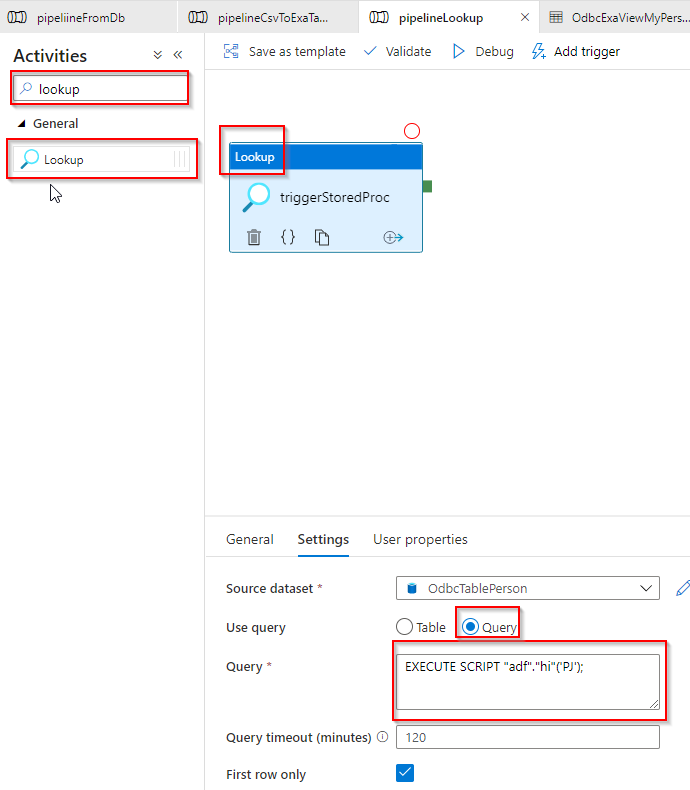 pipeliineFromDb
pipelineCsvToExaTa...
pipelineLookup
OdbcExaViewMyPers...
Activities
Save as template
Validate
Debug
Add trigger
lookup
General
Lookup
Lookup
triggerStoredProc
General
Settings
User properties
Source dataset *
OdbcTablePerson
Use query
Table
Query
Query *
EXECUTE SCRIPT "adf"."hi"('PJ');
Query timeout (minutes)
120
First row only